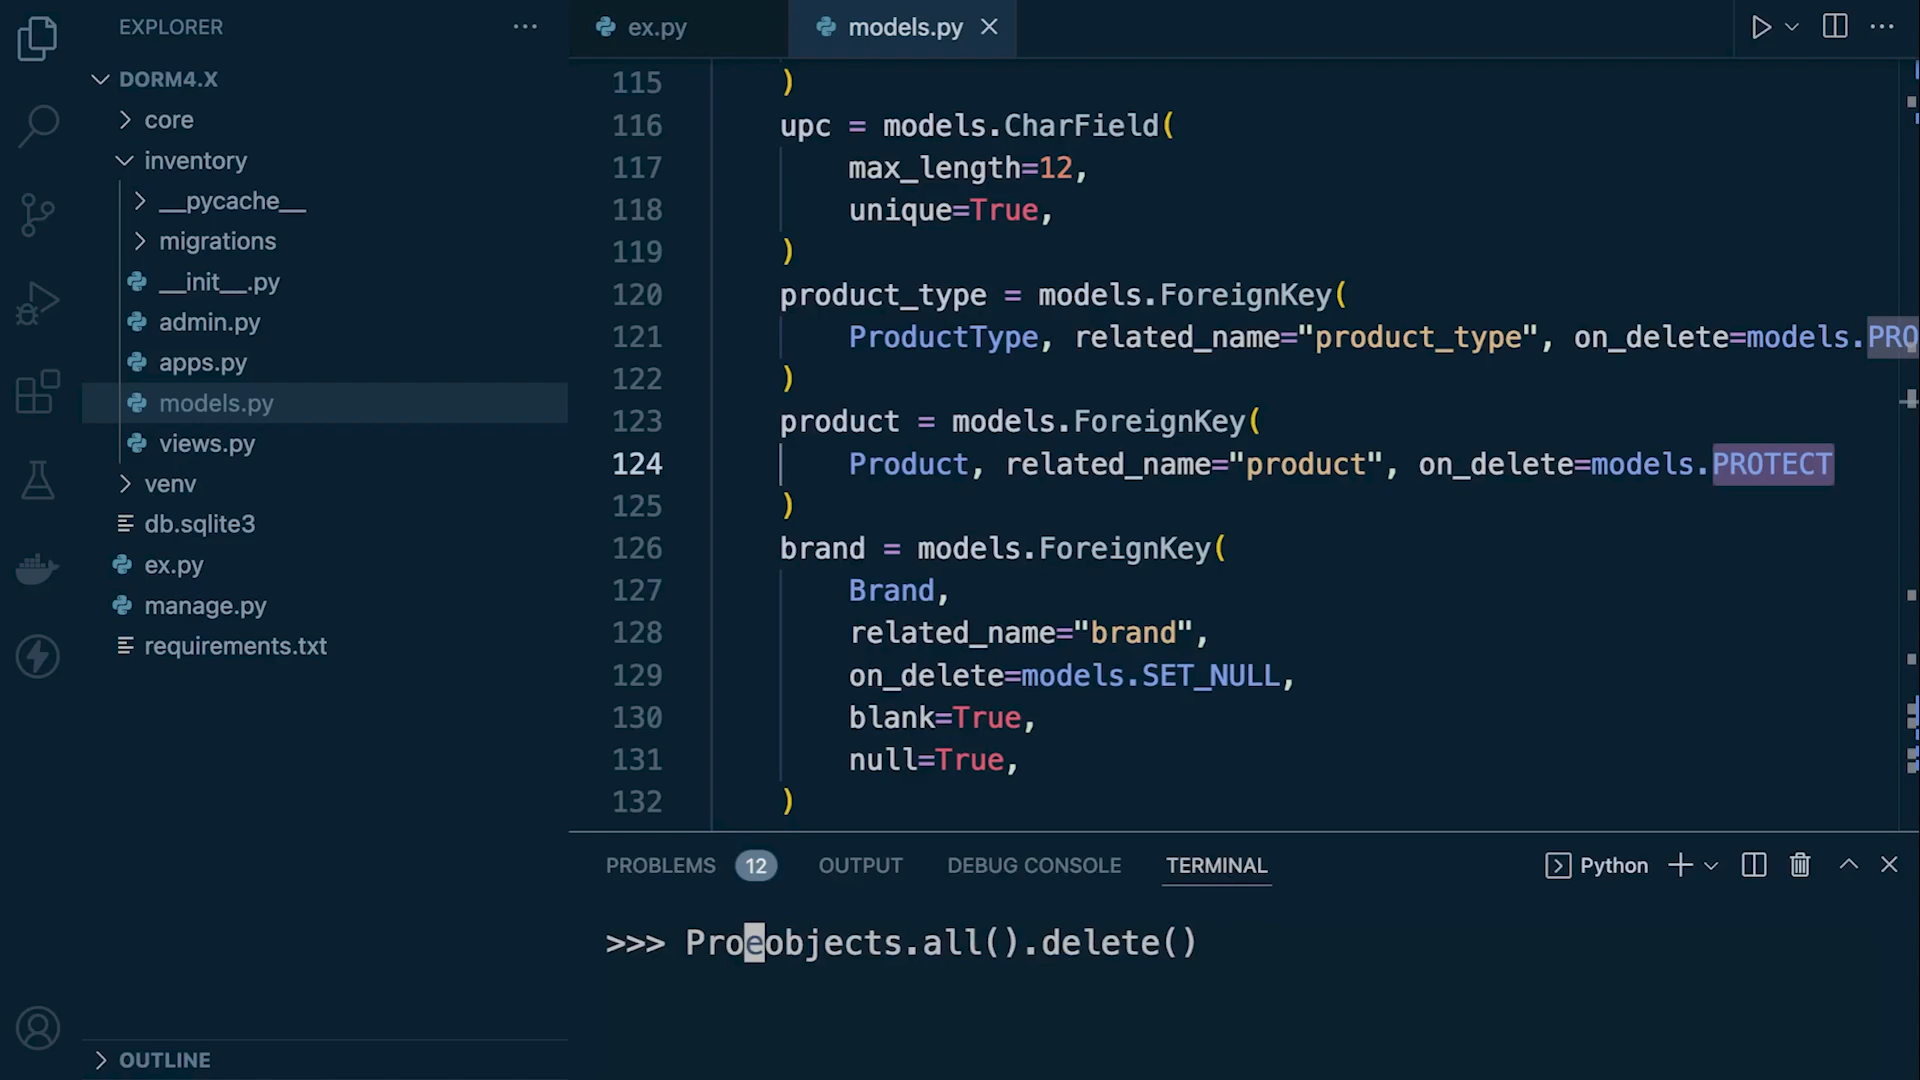 EXPLORER
DORM4.X
core
inventory
__pycache__
migrations
__init__.py
admin.py
apps.py
models.py
views.py
venv
db.sqlite3
ex.py
manage.py
requirements.txt
OUTLINE
ex.py
models.py
115 )
116 upc = models.CharField(
117 max_length=12,
118 unique=True,
119 )
120 product_type = models.ForeignKey(
121 ProductType, related_name="product_type", on_delete=models.PRO
122 )
123 product = models.ForeignKey(
124 Product, related_name="product", on_delete=models.PROTECT
125 )
126 brand = models.ForeignKey(
127 Brand,
128 related_name="brand",
129 on_delete=models.SET_NULL,
130 blank=True,
131 null=True,
132 )
PROBLEMS 12 OUTPUT DEBUG CONSOLE TERMINAL Python
>>> Proeobjects.all().delete()